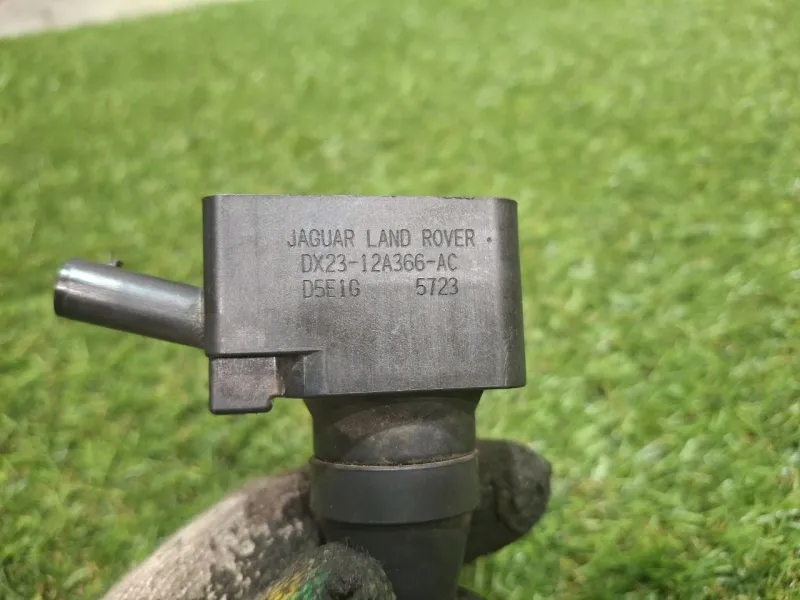 JAGUAR LAND ROVER
DX23-12A366-AC
D5E1G 5723